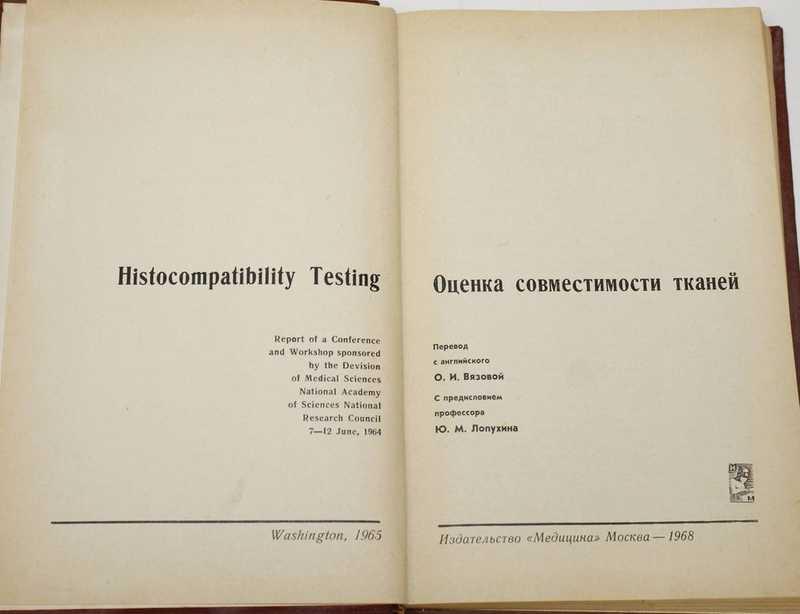 Histocompatibility Testing
Report of a Conference
and Workshop sponsored
by the Devision
of Medical Sciences
National Academy
of Sciences National
Research Council
7—12 June, 1964
Washington, 1965
Оценка совместимости тканей
Перевод
с английского
О. И. Вязовой
С предисловием
профессора
Ю. М. Лопухина
И
М
Издательство «Медицина» Москва — 1968